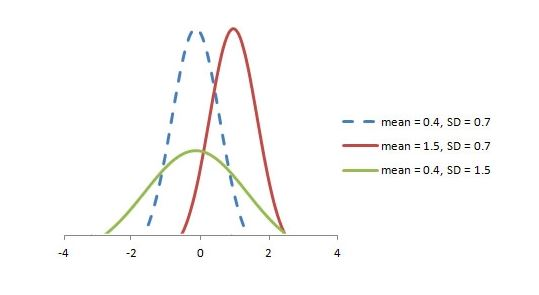 mean = 0.4, SD = 0.7
mean = 1.5, SD = 0.7
mean = 0.4, SD = 1.5
-4 -2 0 2 4